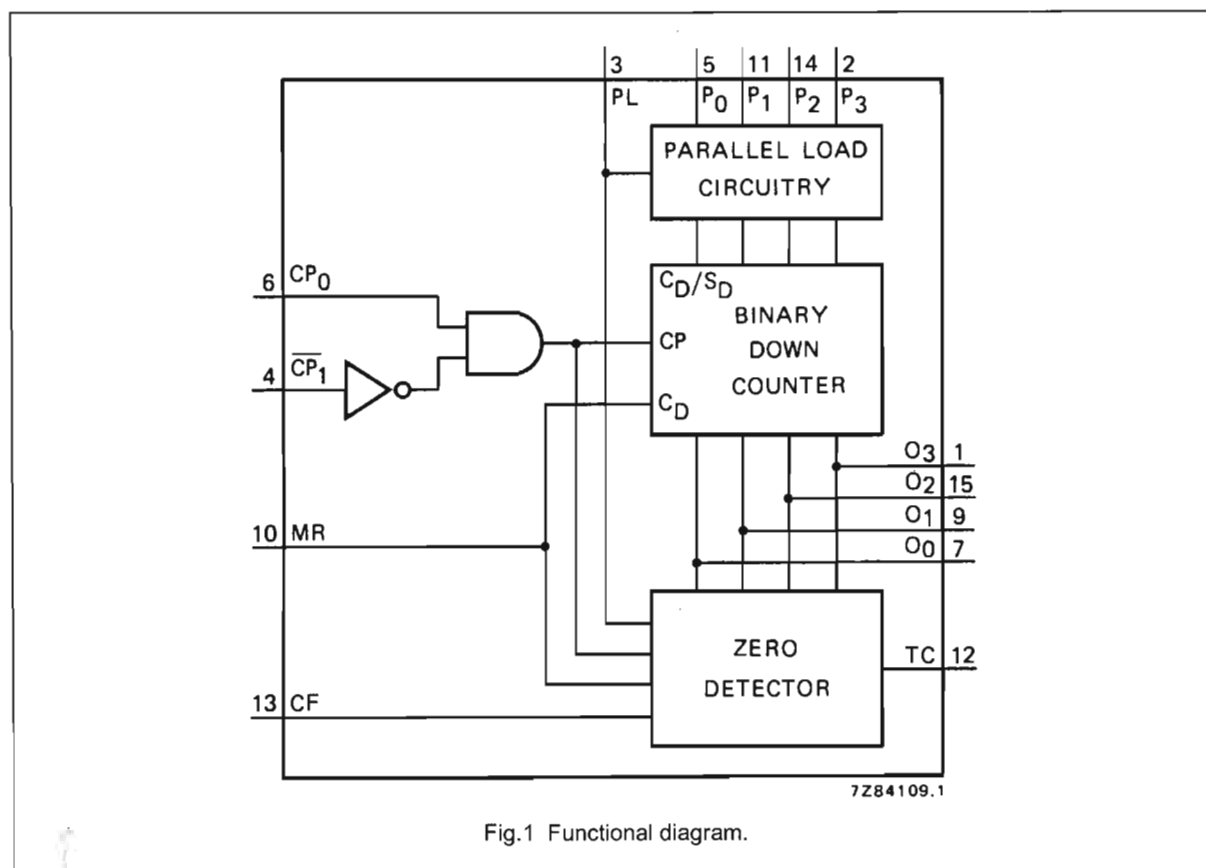 3 5 11 14 2
PL P0 P1 P2 P3
PARALLEL LOAD
CIRCUITRY
6 CP0
CD/SD
BINARY
CP
DOWN
4 C̅P̅1̅
COUNTER
CD
O3 1
O2 15
O1 9
O0 7
10 MR
ZERO
TC 12
DETECTOR
13 CF
7Z84109.1
Fig.1 Functional diagram.